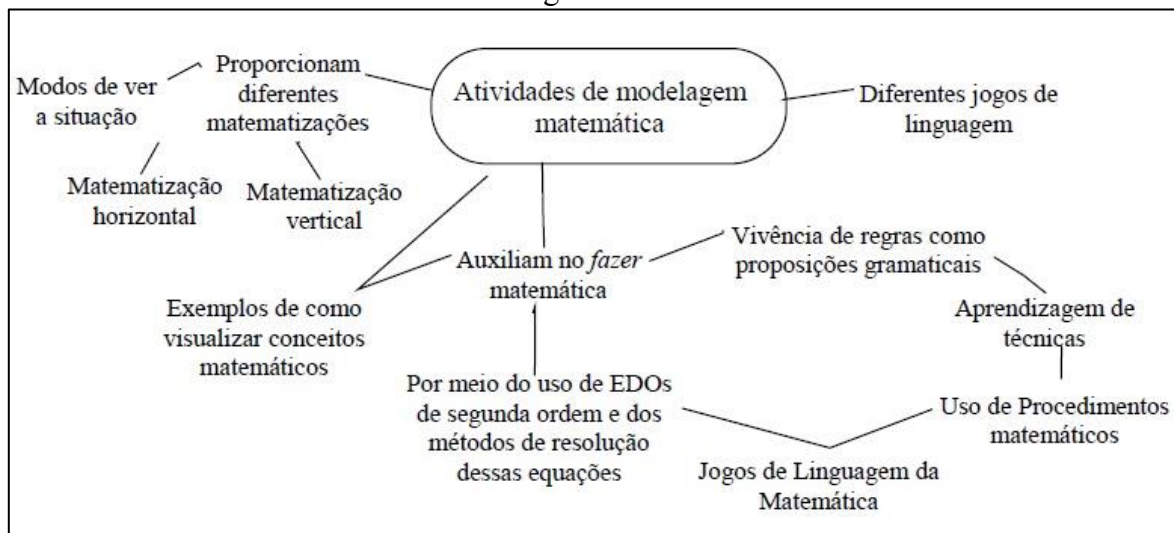 Atividades de modelagem
matemática
Proporcionam
diferentes
matematizações
Modos de ver
a situação
Matematização
horizontal
Matematização
vertical
Diferentes jogos de
linguagem
Auxiliam no fazer
matemática
Exemplos de como
visualizar conceitos
matemáticos
Vivência de regras como
proposições gramaticais
Aprendizagem de
técnicas
Uso de Procedimentos
matemáticos
Jogos de Linguagem da
Matemática
Por meio do uso de EDOs
de segunda ordem e dos
métodos de resolução
dessas equações